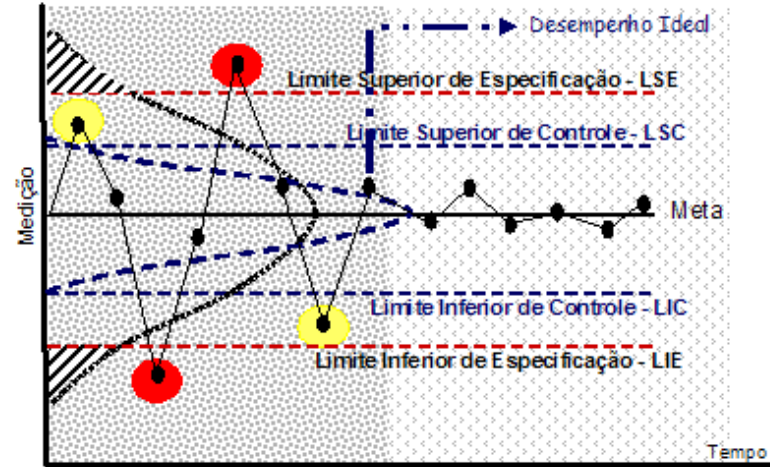 Desempenho Ideal
Limite Superior de Especificação - LSE
Limite Superior de Controle - LSC
Medição
Meta
Limite Inferior de Controle - LIC
Limite Inferior de Especificação - LIE
Tempo